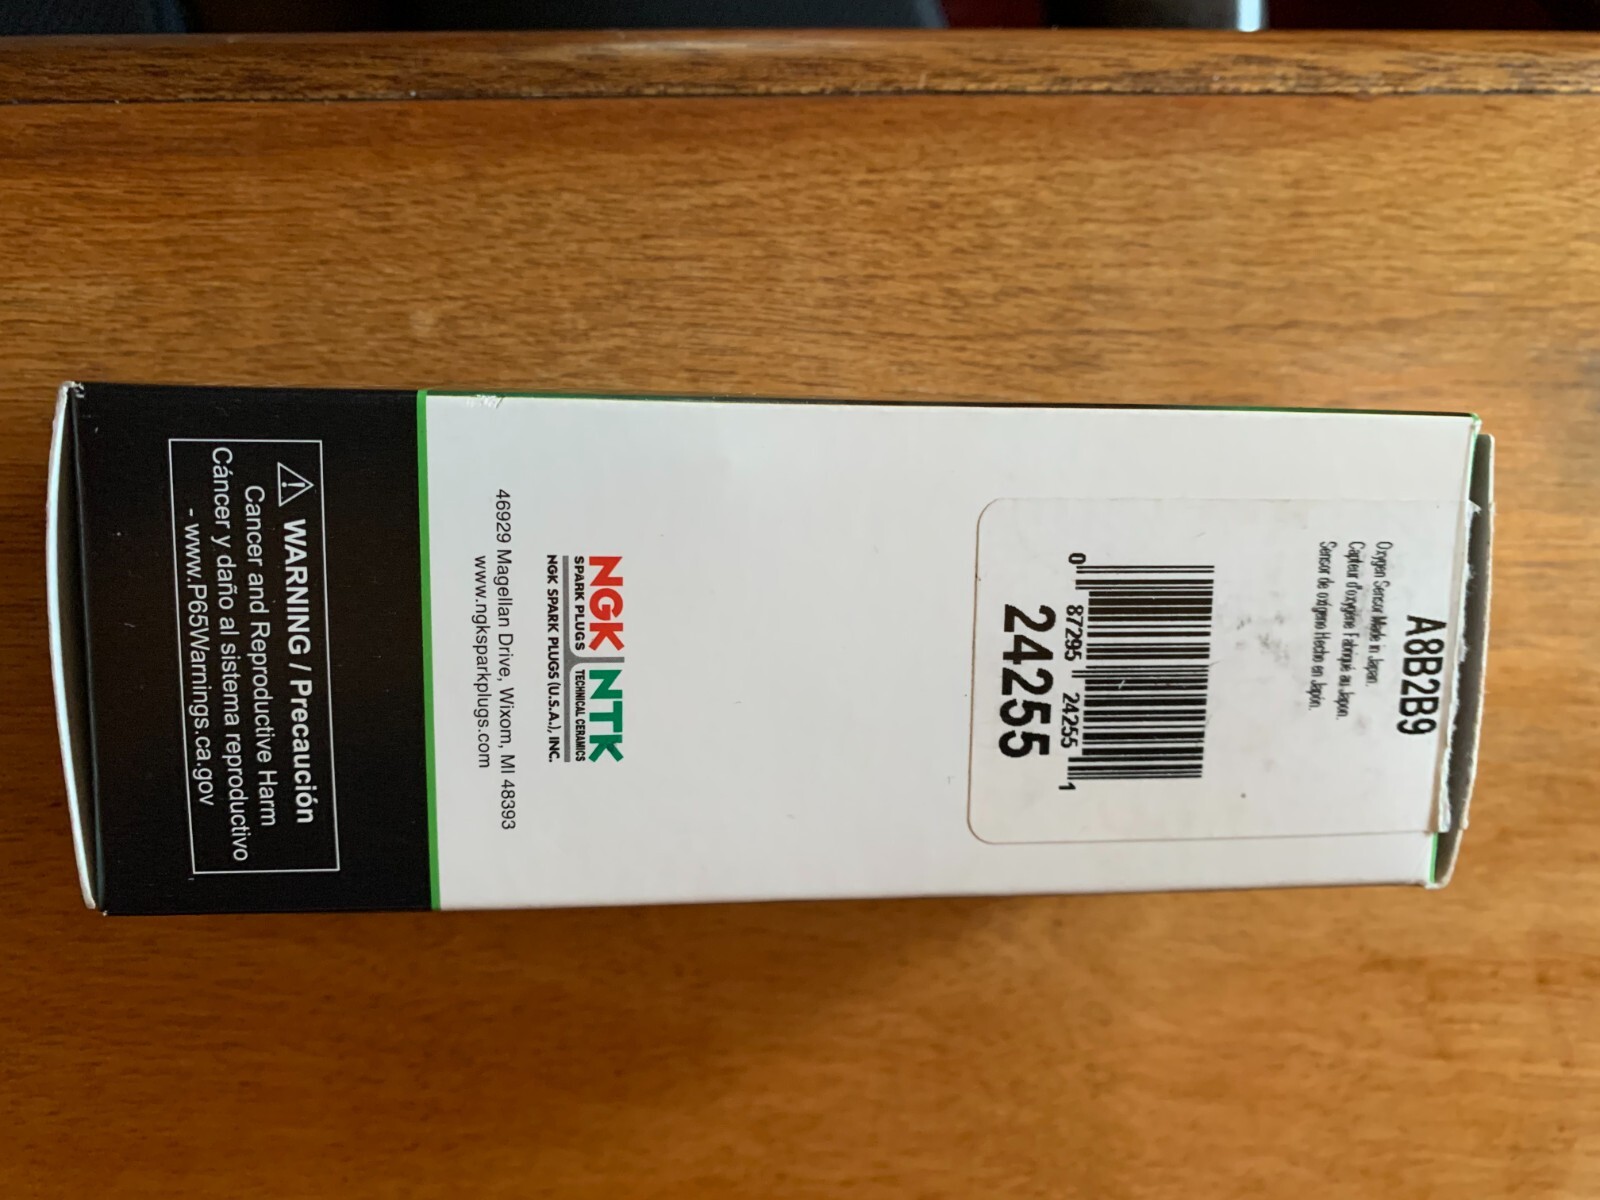 A8B2B9
Oxygen Sensor Made in Japan.
Capteur d'oxygène Fabriqué au Japon.
Sensor de oxígeno Hecho en Japón.
0 87295 24255 1
24255
NGK NTK
SPARK PLUGS TECHNICAL CERAMICS
NGK SPARK PLUGS (U.S.A.), INC.
46929 Magellan Drive, Wixom, MI 48393
www.ngksparkplugs.com
WARNING / Precaución
Cancer and Reproductive Harm
Cáncer y daño al sistema reproductivo
- www.P65Warnings.ca.gov